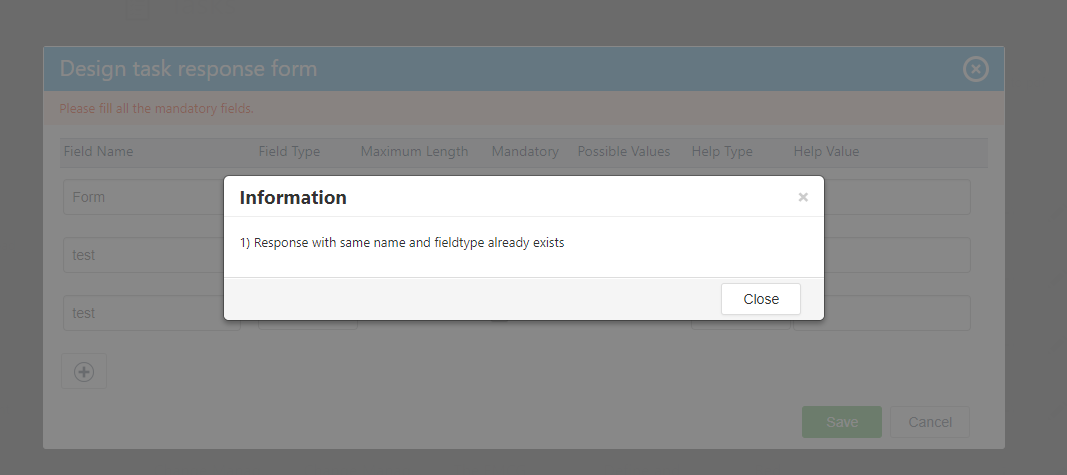 Design task response form
Please fill all the mandatory fields.
Field Name Field Type Maximum Length Mandatory Possible Values Help Type Help Value
Form
Information ×
1) Response with same name and fieldtype already exists
test
Close
test
Save Cancel